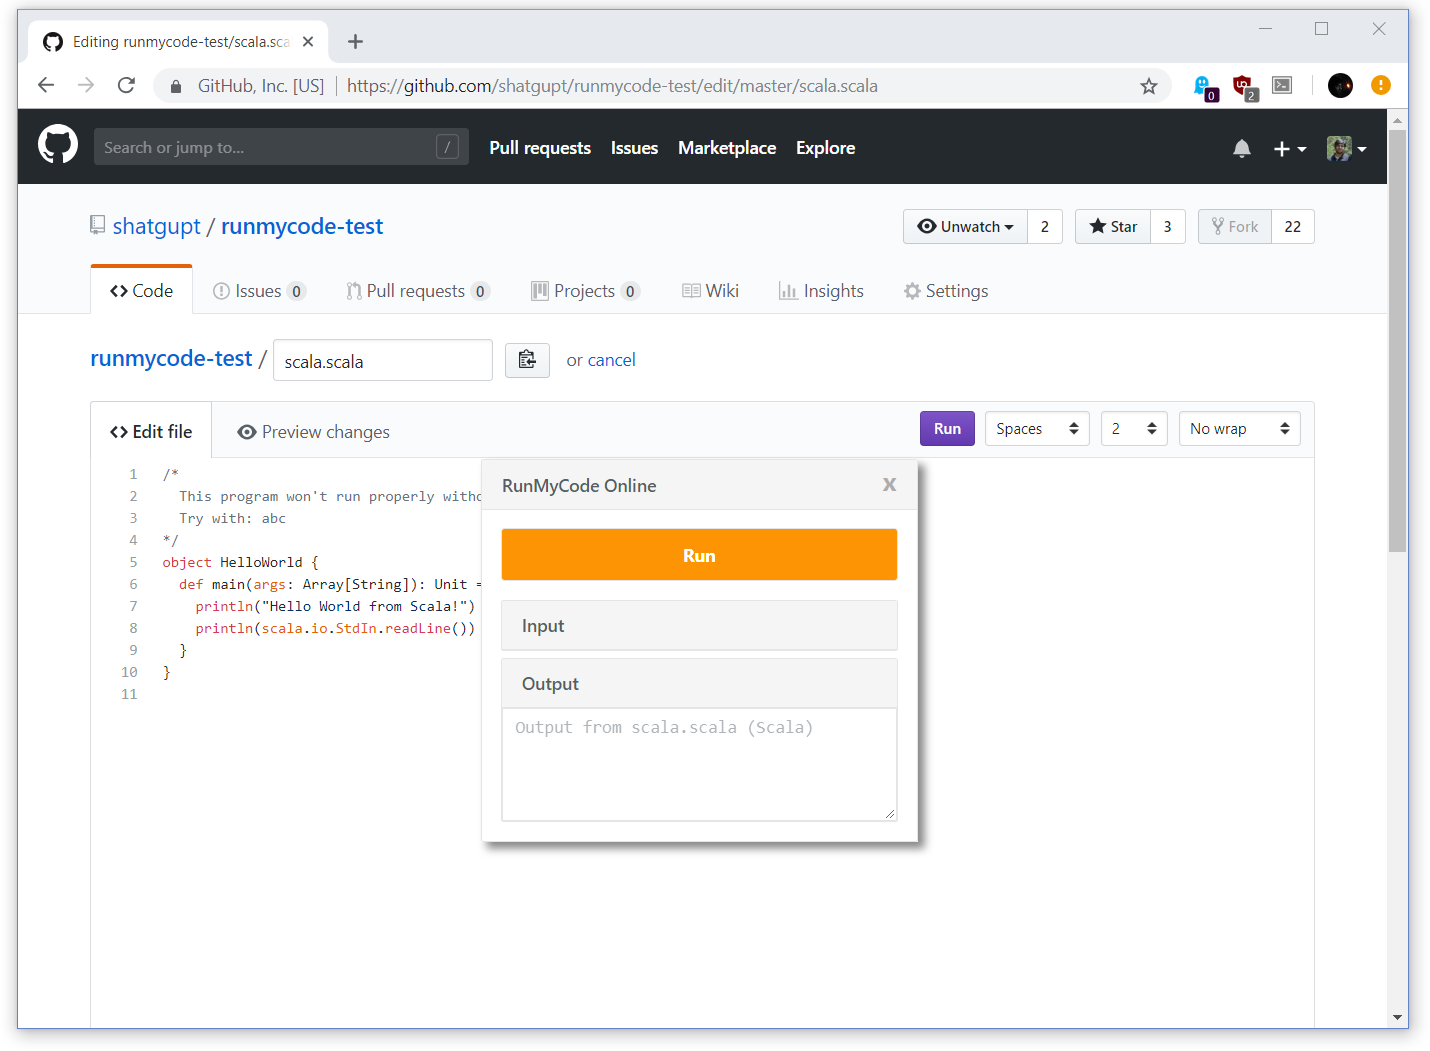 Editing runmycode-test/scala.sca
GitHub, Inc. [US] | https://github.com/shatgupt/runmycode-test/edit/master/scala.scala
0
2
Search or jump to...
/
Pull requests Issues Marketplace Explore
shatgupt / runmycode-test
Unwatch 2
Star 3
Fork 22
Code
Issues 0
Pull requests 0
Projects 0
Wiki
Insights
Settings
runmycode-test / scala.scala
or cancel
Edit file
Preview changes
Run
Spaces
2
No wrap
1 /*
2 This program won't run properly
3 Try with: abc
4 */
5 object HelloWorld {
6 def main(args: Array[String]): Unit =
7 println("Hello World from Scala!")
8 println(scala.io.StdIn.readLine())
9 }
10 }
11
RunMyCode Online X
Run
Input
Output
Output from scala.scala (Scala)